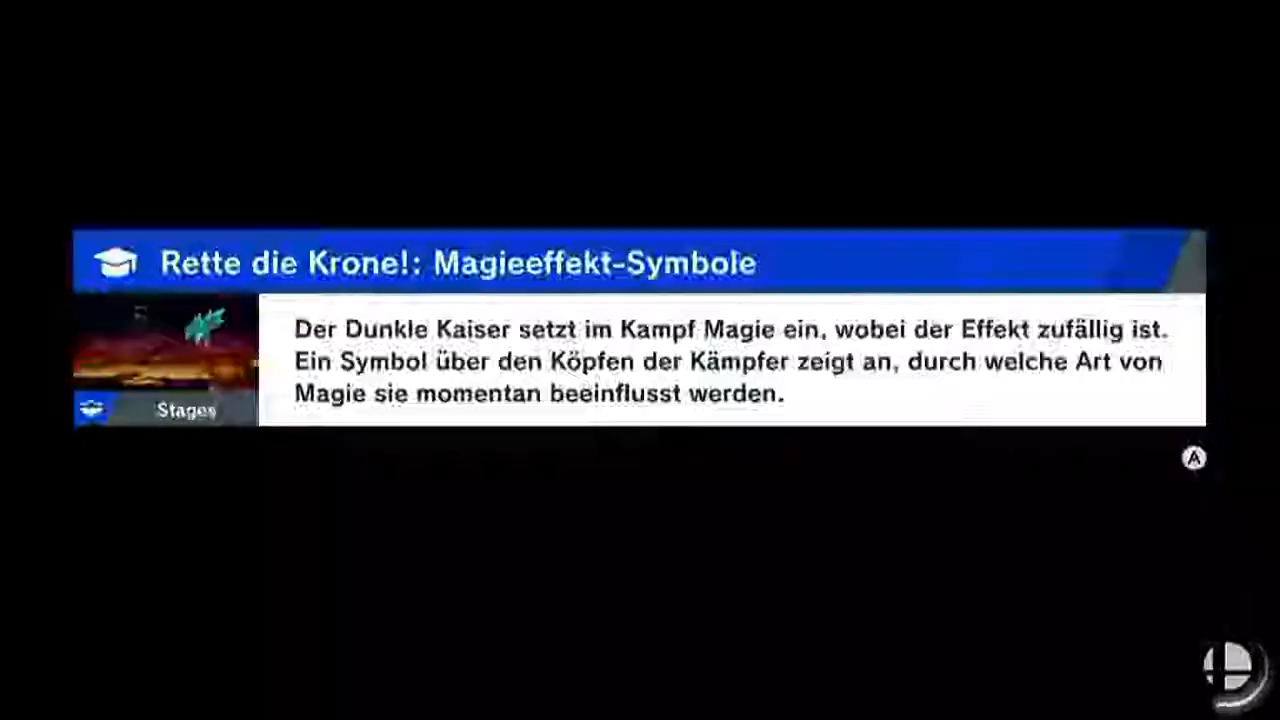 Rette die Krone!: Magieeffekt-Symbole
Der Dunkle Kaiser setzt im Kampf Magie ein, wobei der Effekt zufällig ist.
Ein Symbol über den Köpfen der Kämpfer zeigt an, durch welche Art von
Magie sie momentan beeinflusst werden.
Stages
A